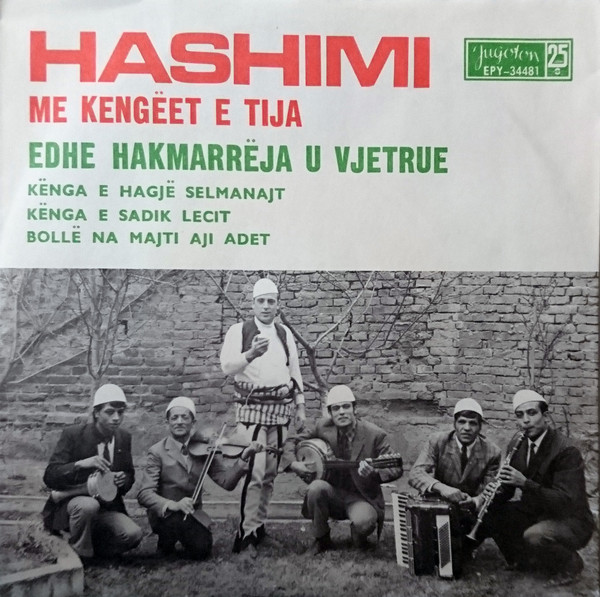 HASHIMI
Jugoton
EPY-34481
25
ME KENGËET E TIJA
EDHE HAKMARRËJA U VJETRUE
KËNGA E HAGJË SELMANAJT
KËNGA E SADIK LECIT
BOLLË NA MAJTI AJI ADET